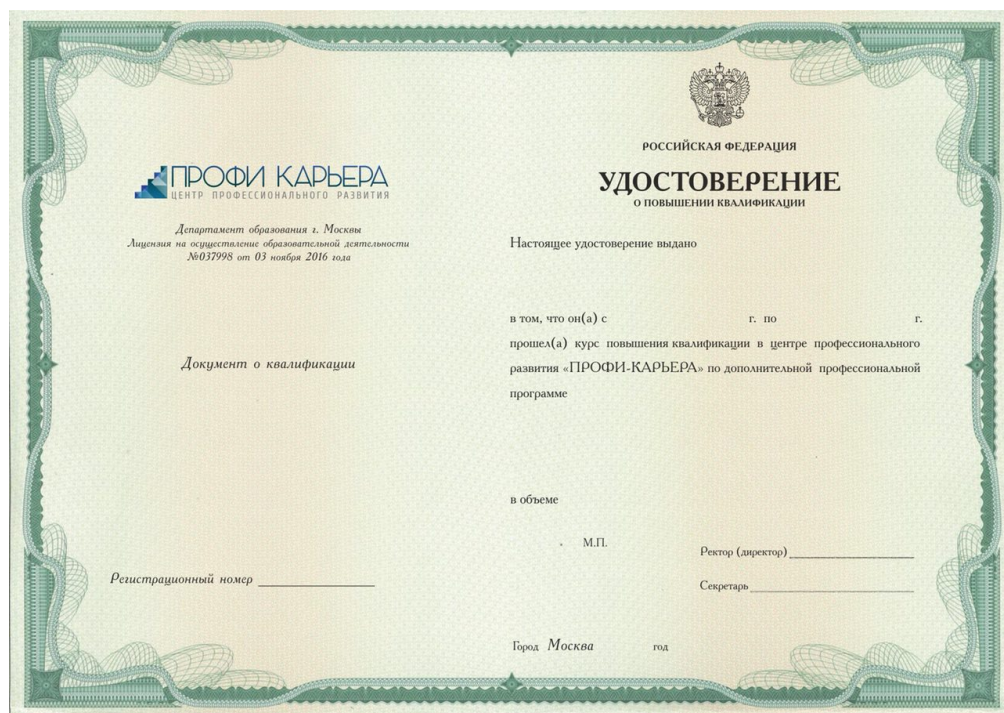 ПРОФИ КАРЬЕРА
ЦЕНТР ПРОФЕССИОНАЛЬНОГО РАЗВИТИЯ
Департамент образования г. Москвы
Лицензия на осуществление образовательной деятельности
№037998 от 03 ноября 2016 года
Документ о квалификации
Регистрационный номер
РОССИЙСКАЯ ФЕДЕРАЦИЯ
УДОСТОВЕРЕНИЕ
О ПОВЫШЕНИИ КВАЛИФИКАЦИИ
Настоящее удостоверение выдано
в том, что он(а) с г. по г.
прошел(а) курс повышения квалификации в центре профессионального
развития «ПРОФИ-КАРЬЕРА» по дополнительной профессиональной
программе
в объеме
М.П.
Ректор (директор)
Секретарь
Город Москва год